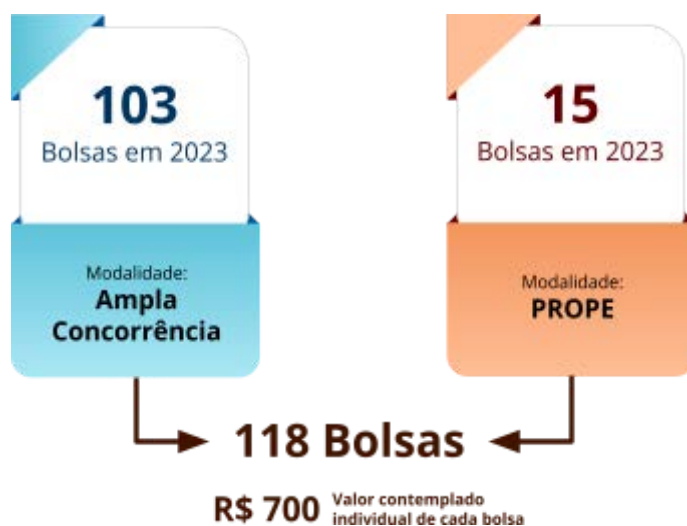 103
Bolsas em 2023
Modalidade:
Ampla
Concorrência
15
Bolsas em 2023
Modalidade:
PROPE
118 Bolsas
R$ 700
Valor contemplado
individual de cada bolsa